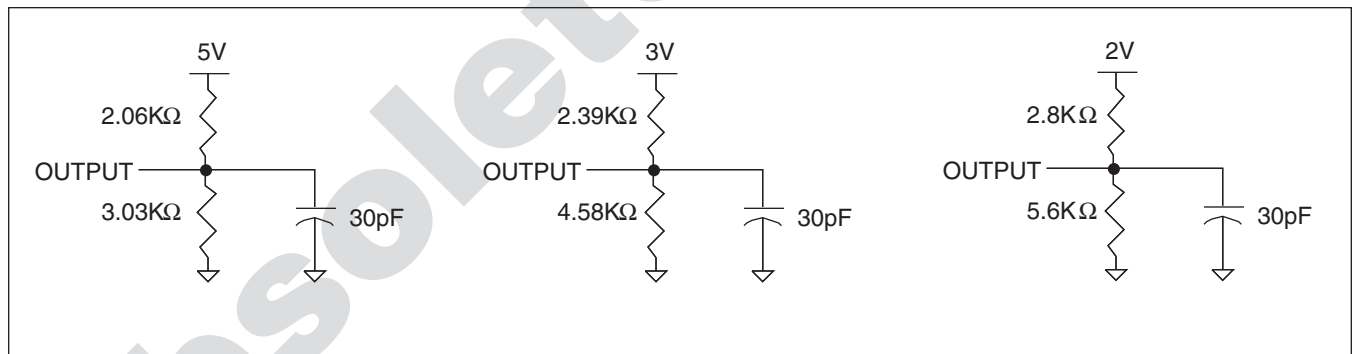 5V
2.06KΩ
OUTPUT
3.03KΩ
30pF
3V
2.39KΩ
OUTPUT
4.58KΩ
30pF
2V
2.8KΩ
OUTPUT
5.6KΩ
30pF
bsolet